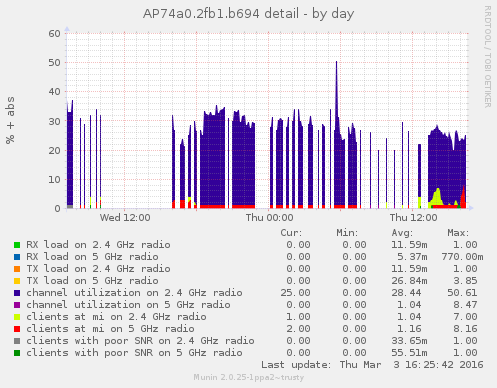 AP74a0.2fb1.b694 detail - by day
RRDTOOL / TOBI OETIKER
% + abs
60
50
40
30
20
10
0
Wed 12:00 Thu 00:00 Thu 12:00
Cur: Min: Avg: Max:
RX load on 2.4 GHz radio 0.00 0.00 11.59m 1.00
RX load on 5 GHz radio 0.00 0.00 5.37m 770.00m
TX load on 2.4 GHz radio 0.00 0.00 11.59m 1.00
TX load on 5 GHz radio 0.00 0.00 26.84m 3.85
channel utilization on 2.4 GHz radio 25.00 0.00 28.44 50.61
channel utilization on 5 GHz radio 0.00 0.00 1.04 8.47
clients at mi on 2.4 GHz radio 1.00 0.00 1.04 7.00
clients at mi on 5 GHz radio 2.00 0.00 1.16 8.16
clients with poor SNR on 2.4 GHz radio 0.00 0.00 33.65m 1.00
clients with poor SNR on 5 GHz radio 0.00 0.00 55.51m 1.00
Last update: Thu Mar 3 16:25:42 2016
Munin 2.0.25-1ppa2~trusty